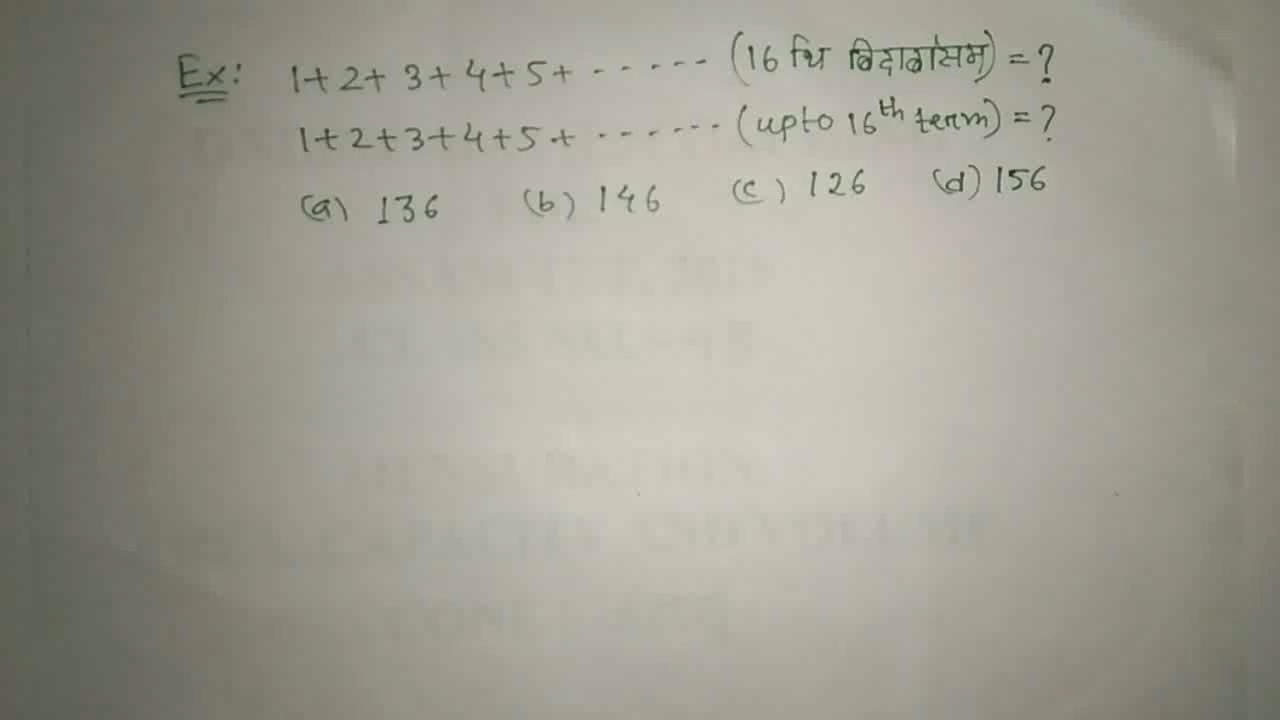 Ex: 1+2+3+4+5+ ----- (16 थि बिदाबांसम) = ?
1+2+3+4+5+ ------ (upto 16th term) = ?
(a) 136 (b) 146 (c) 126 (d) 156